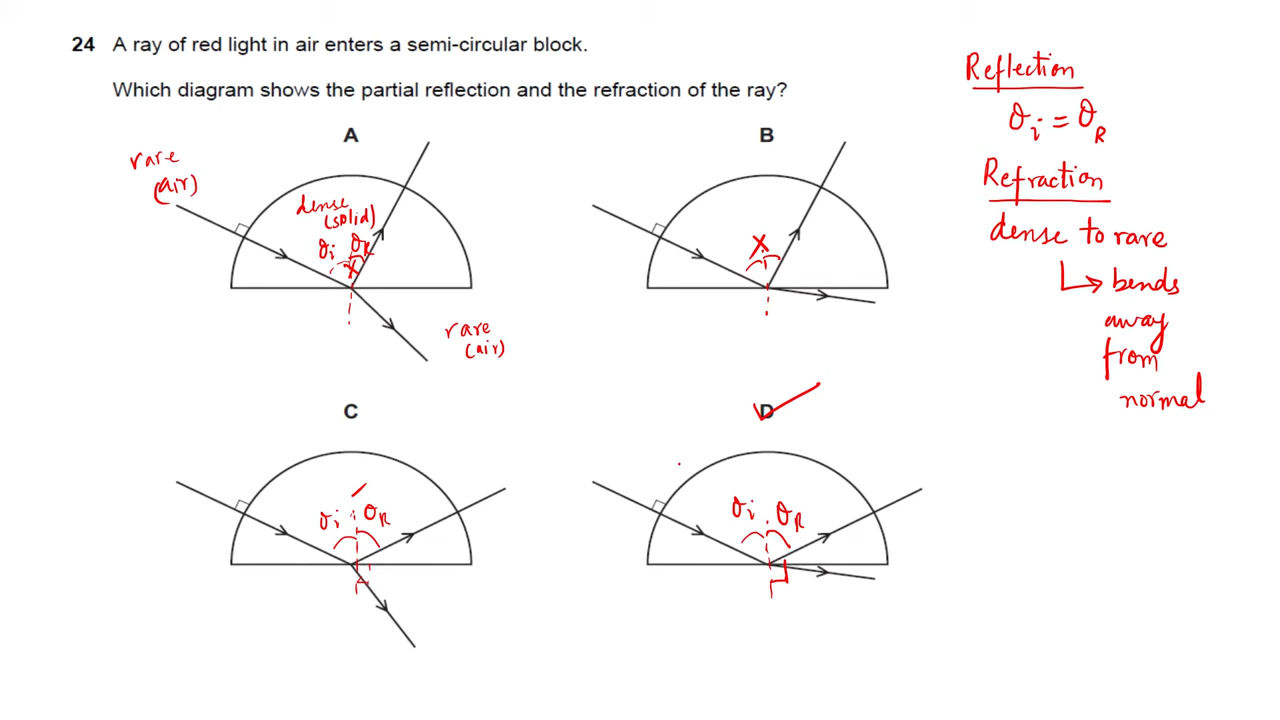 24 A ray of red light in air enters a semi-circular block.
Which diagram shows the partial reflection and the refraction of the ray?
A
rare
(air)
dense
(solid)
θi θR
x
rare
(air)
B
x
C
θi θR
D
θi θR
Reflection
θi = θR
Refraction
dense to rare
↳ bends
away
from
normal